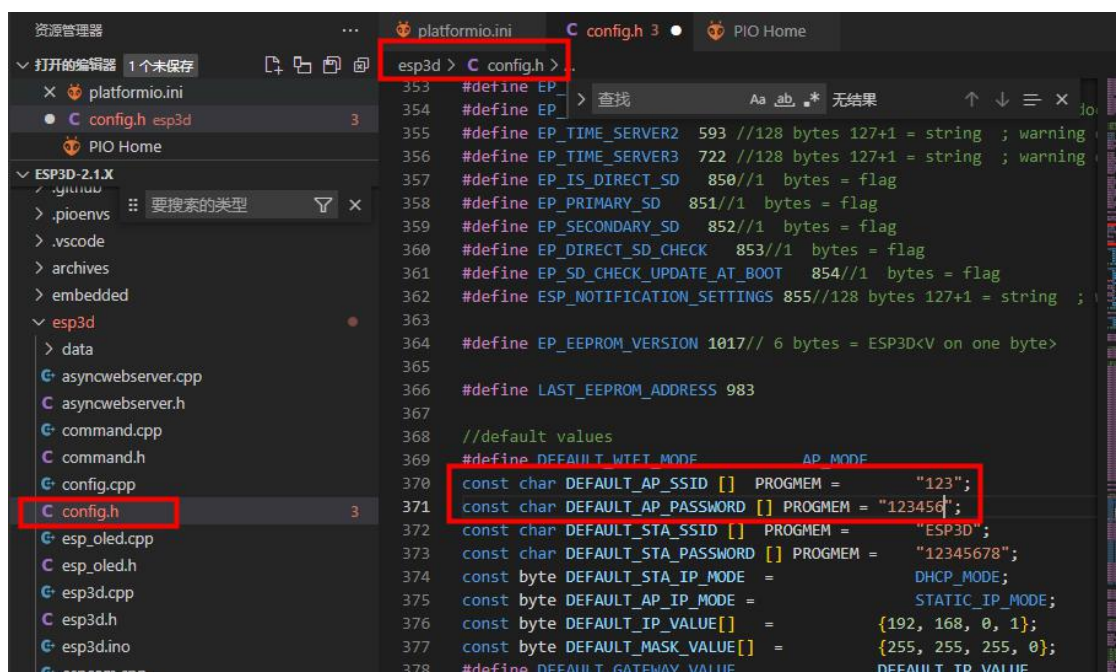 资源管理器 ...
打开的编辑器 1个未保存
platformio.ini
C config.h esp3d 3
PIO Home
ESP3D-2.1.X
.github
要搜索的类型
.pioenvs
.vscode
archives
embedded
esp3d
data
asyncwebserver.cpp
C asyncwebserver.h
command.cpp
C command.h
config.cpp
C config.h 3
esp_oled.cpp
C esp_oled.h
esp3d.cpp
C esp3d.h
esp3d.ino
platformio.ini
C config.h 3
PIO Home
esp3d > C config.h > ...
查找 Aa ab .* 无结果
353 #define EP_
354 #define EP_
355 #define EP_TIME_SERVER2 593 //128 bytes 127+1 = string ; warning
356 #define EP_TIME_SERVER3 722 //128 bytes 127+1 = string ; warning
357 #define EP_IS_DIRECT_SD 850//1 bytes = flag
358 #define EP_PRIMARY_SD 851//1 bytes = flag
359 #define EP_SECONDARY_SD 852//1 bytes = flag
360 #define EP_DIRECT_SD_CHECK 853//1 bytes = flag
361 #define EP_SD_CHECK_UPDATE_AT_BOOT 854//1 bytes = flag
362 #define ESP_NOTIFICATION_SETTINGS 855//128 bytes 127+1 = string ;
363
364 #define EP_EEPROM_VERSION 1017// 6 bytes = ESP3D<V on one byte>
365
366 #define LAST_EEPROM_ADDRESS 983
367
368 //default values
369 #define DEFAULT_WIFI_MODE AP_MODE
370 const char DEFAULT_AP_SSID [] PROGMEM = "123";
371 const char DEFAULT_AP_PASSWORD [] PROGMEM = "123456";
372 const char DEFAULT_STA_SSID [] PROGMEM = "ESP3D";
373 const char DEFAULT_STA_PASSWORD [] PROGMEM = "12345678";
374 const byte DEFAULT_STA_IP_MODE = DHCP_MODE;
375 const byte DEFAULT_AP_IP_MODE = STATIC_IP_MODE;
376 const byte DEFAULT_IP_VALUE[] = {192, 168, 0, 1};
377 const byte DEFAULT_MASK_VALUE[] = {255, 255, 255, 0};
378 #define DEFAULT_GATEWAY_VALUE DEFAULT_IP_VALUE